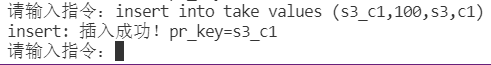 请输入指令：insert into take values (s3_c1,100,s3,c1)
insert: 插入成功！pr_key=s3_c1
请输入指令：